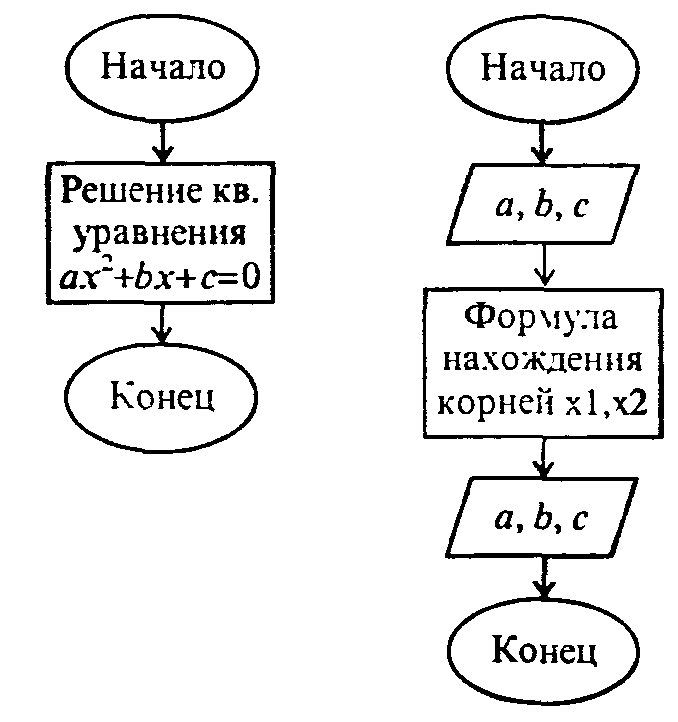 Начало
Решение кв.
уравнения
ax²+bx+c=0
Конец
Начало
a, b, c
Формула
нахождения
корней x1,x2
a, b, c
Конец